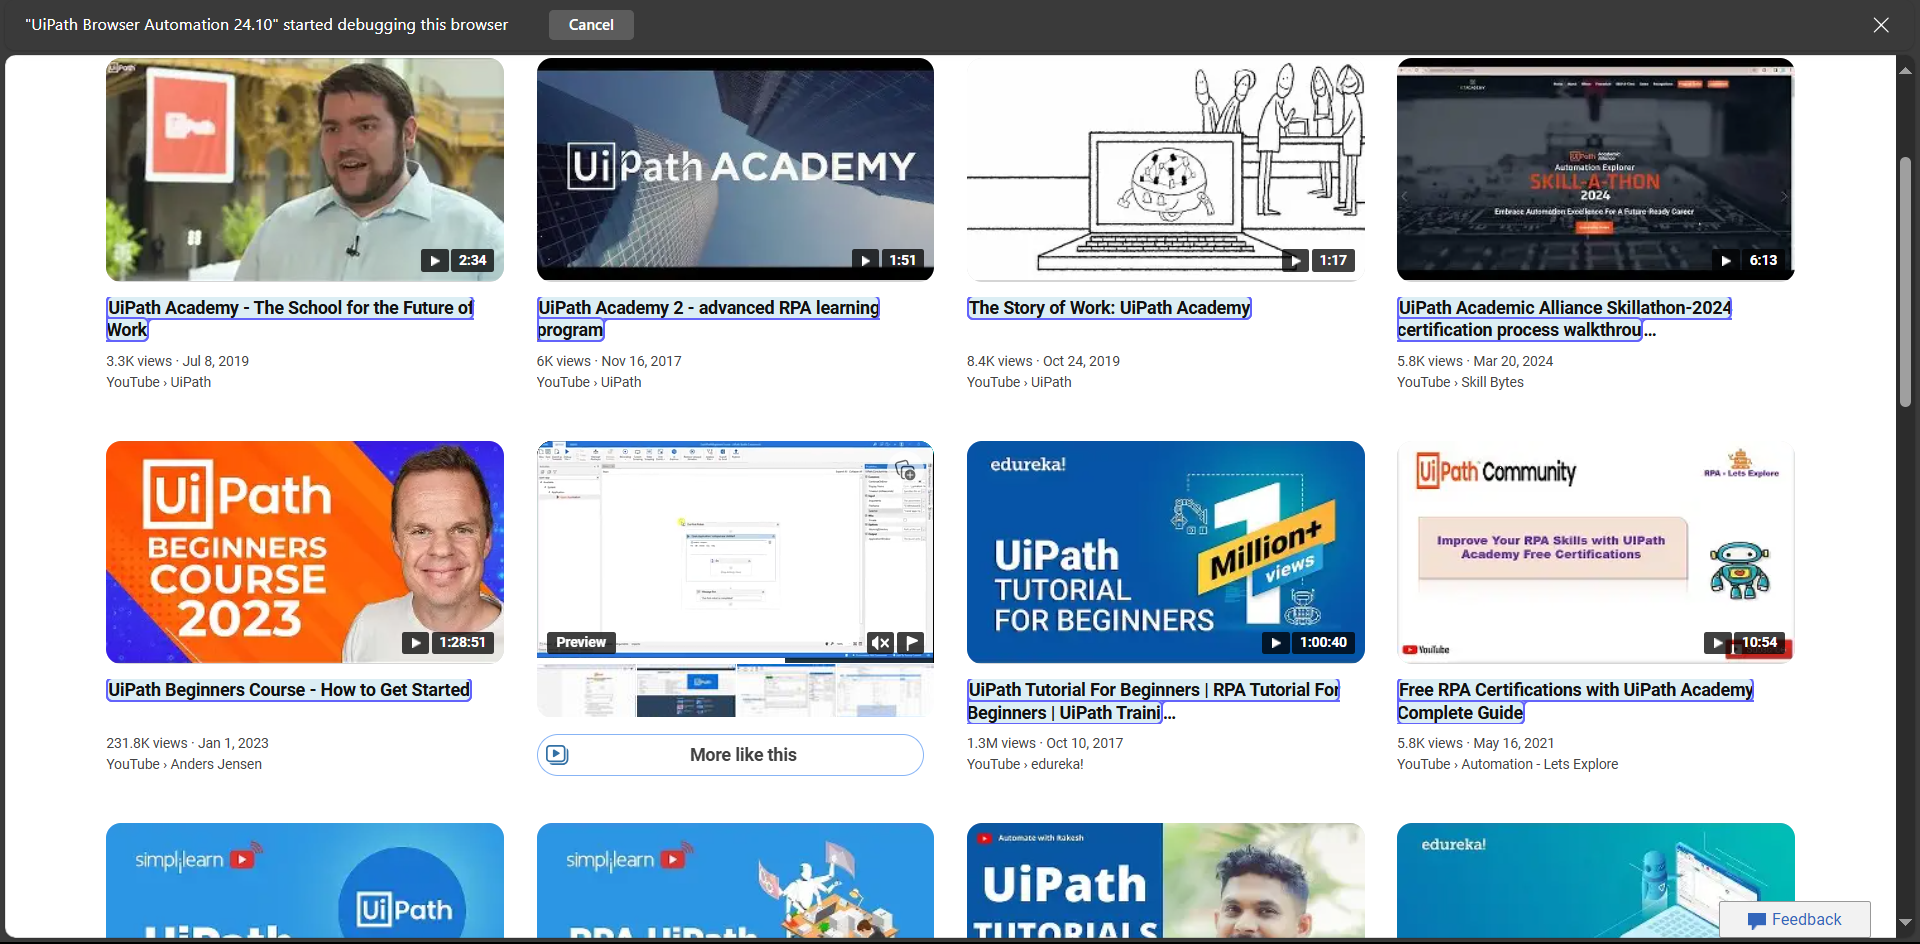 "UiPath Browser Automation 24.10" started debugging this browser
Cancel
UiPath
2:34
UiPath ACADEMY
1:51
1:17
UiPath Academic Alliance
Automation Explorer
SKILL-A-THON
2024
Embrace Automation Excellence For A Future-Ready Career
6:13
UiPath Academy - The School for the Future of
Work
3.3K views · Jul 8, 2019
YouTube › UiPath
UiPath Academy 2 - advanced RPA learning
program
6K views · Nov 16, 2017
YouTube › UiPath
The Story of Work: UiPath Academy
8.4K views · Oct 24, 2019
YouTube › UiPath
UiPath Academic Alliance Skillathon-2024
certification process walkthrou...
5.8K views · Mar 20, 2024
YouTube › Skill Bytes
UiPath
BEGINNERS
COURSE
2023
1:28:51
Preview
edureka!
UiPath
TUTORIAL
FOR BEGINNERS
1
Million+
views
1:00:40
UiPath Community
RPA - Lets Explore
Improve Your RPA Skills with UIPath
Academy Free Certifications
YouTube
10:54
UiPath Beginners Course - How to Get Started
231.8K views · Jan 1, 2023
YouTube › Anders Jensen
More like this
UiPath Tutorial For Beginners | RPA Tutorial For
Beginners | UiPath Traini...
1.3M views · Oct 10, 2017
YouTube › edureka!
Free RPA Certifications with UiPath Academy
Complete Guide
5.8K views · May 16, 2021
YouTube › Automation - Lets Explore
simplilearn
UiPath
UiPath
simplilearn
RPA UiPath
Automate with Rakesh
UiPath
TUTORIALS
edureka!
Feedback